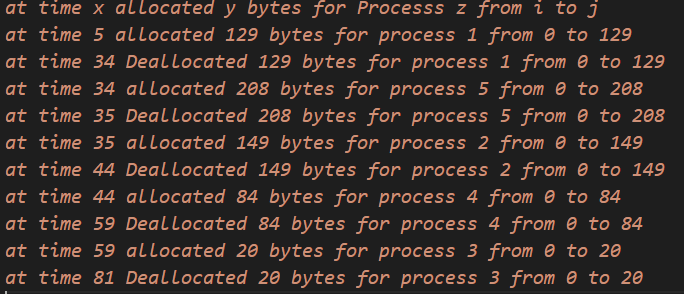 at time x allocated y bytes for Processs z from i to j
at time 5 allocated 129 bytes for process 1 from 0 to 129
at time 34 Deallocated 129 bytes for process 1 from 0 to 129
at time 34 allocated 208 bytes for process 5 from 0 to 208
at time 35 Deallocated 208 bytes for process 5 from 0 to 208
at time 35 allocated 149 bytes for process 2 from 0 to 149
at time 44 Deallocated 149 bytes for process 2 from 0 to 149
at time 44 allocated 84 bytes for process 4 from 0 to 84
at time 59 Deallocated 84 bytes for process 4 from 0 to 84
at time 59 allocated 20 bytes for process 3 from 0 to 20
at time 81 Deallocated 20 bytes for process 3 from 0 to 20